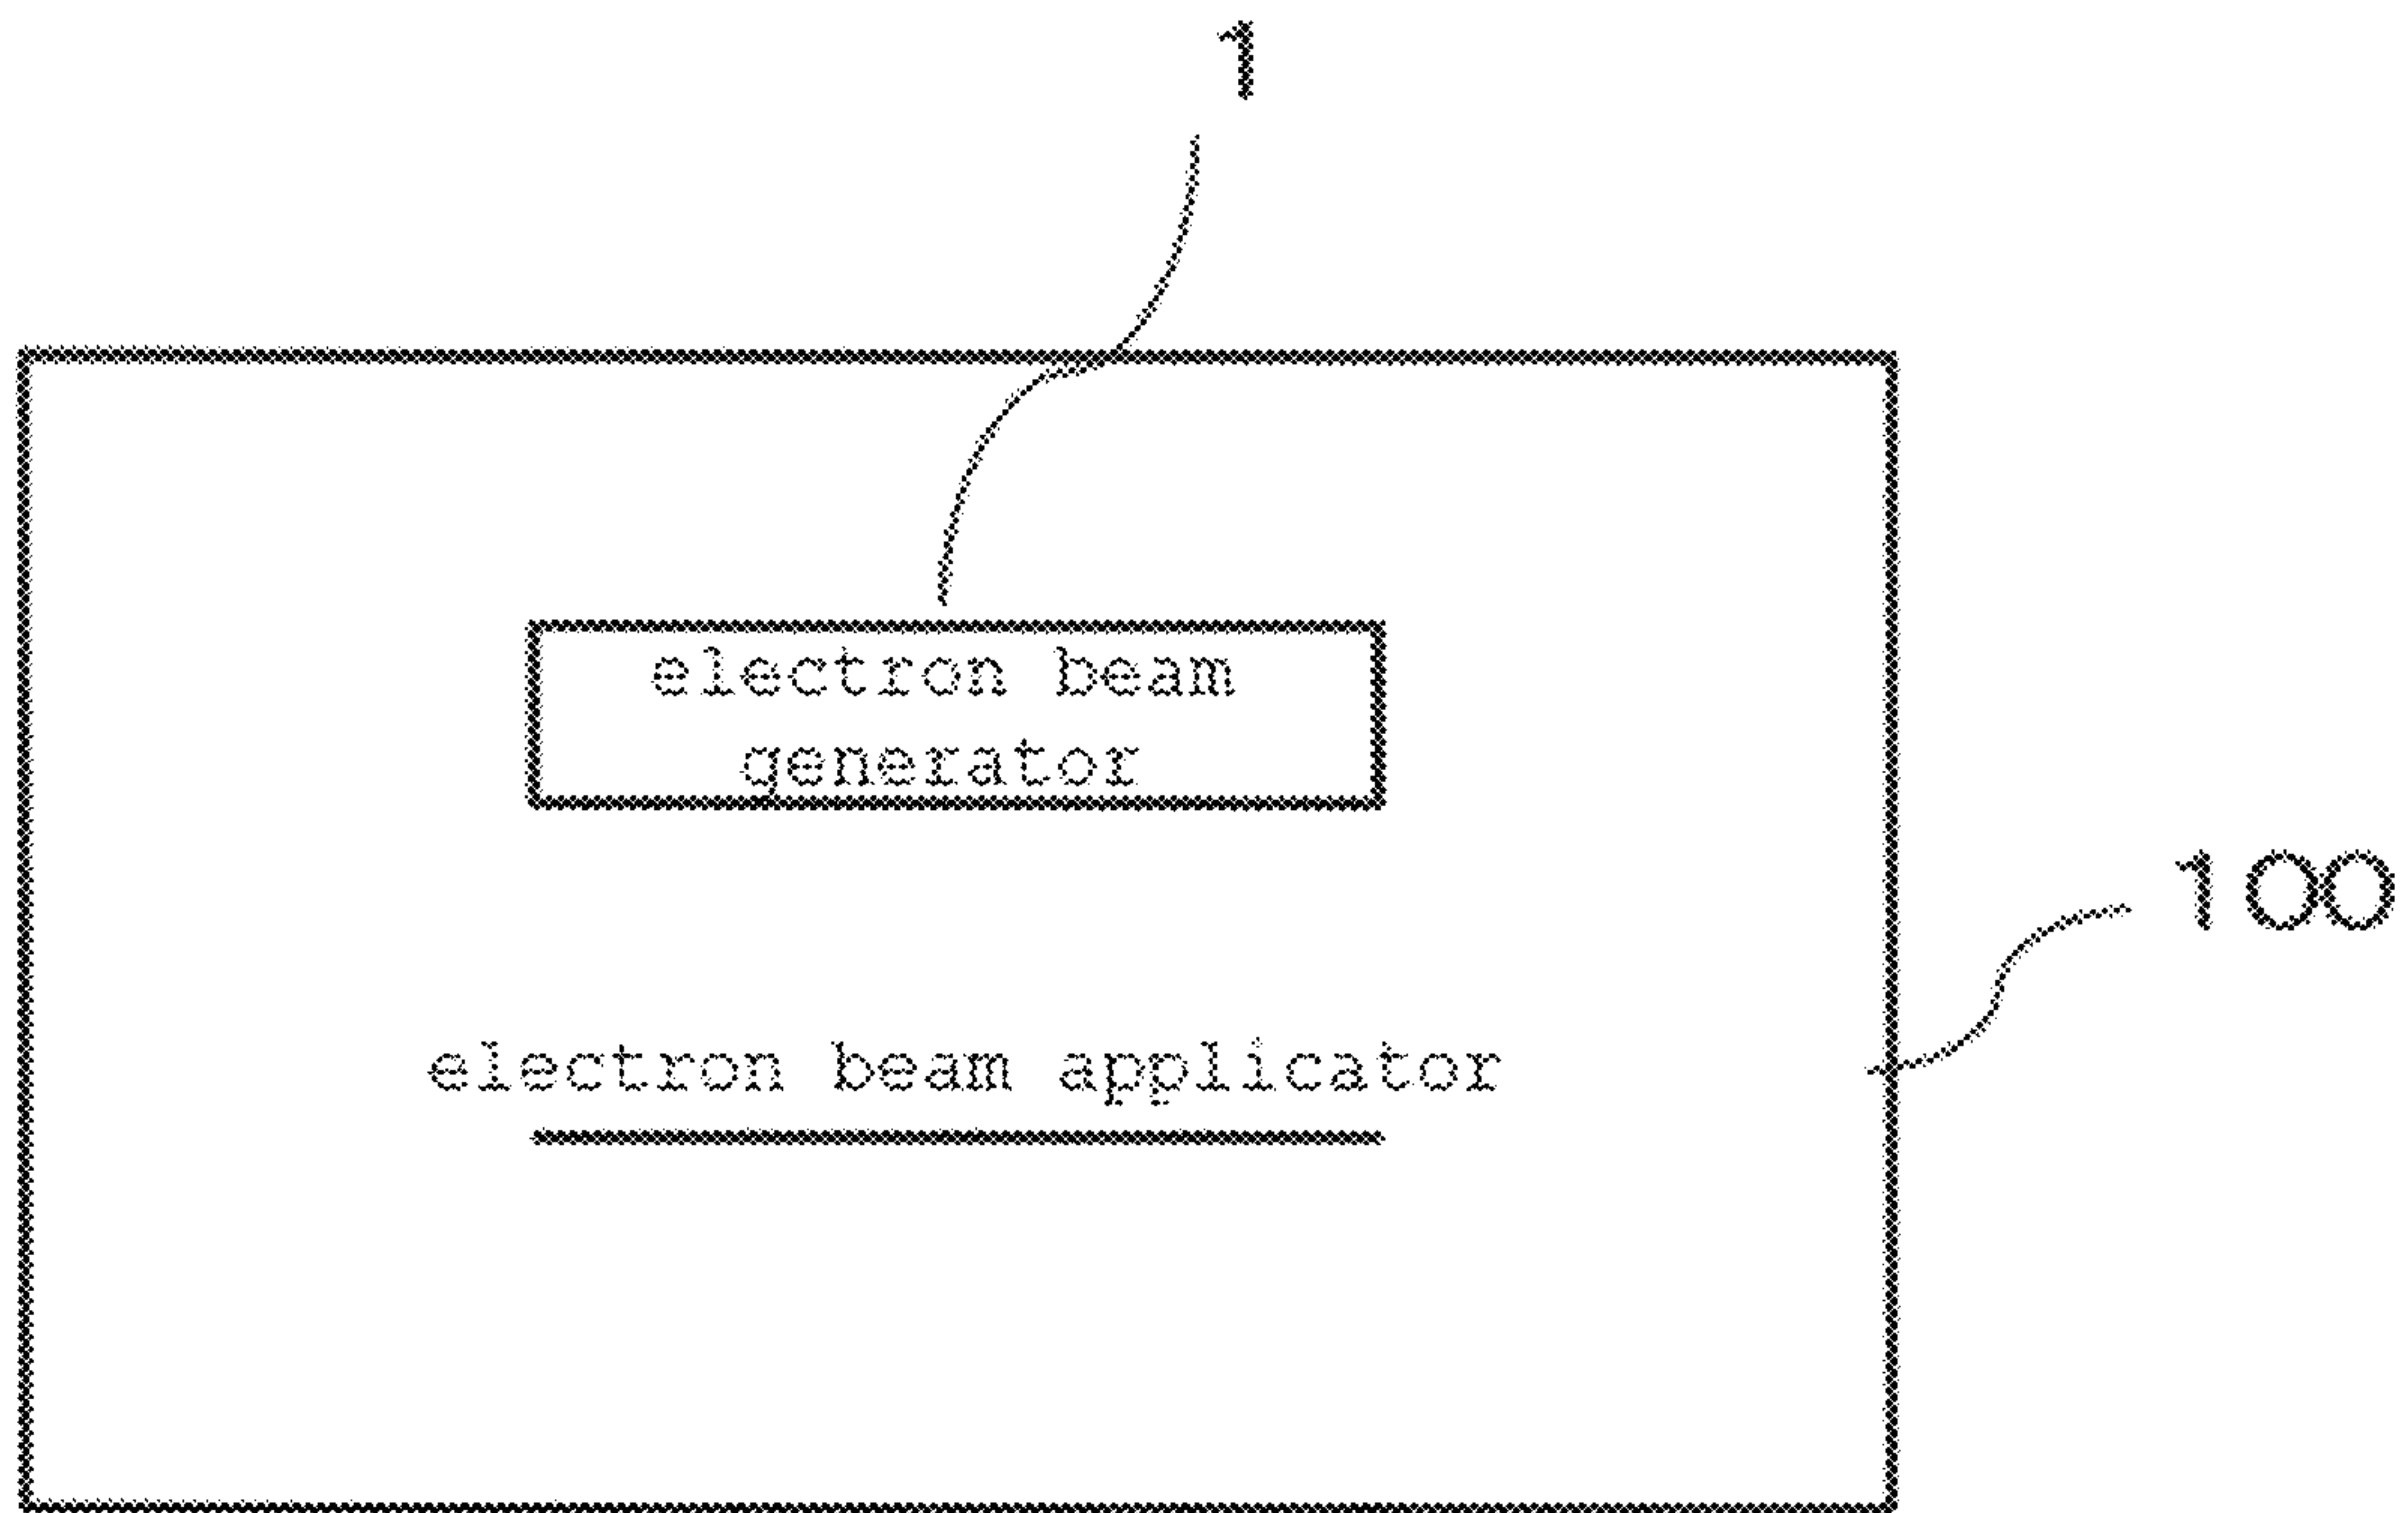 1
electron beam
generator
100
electron beam applicator